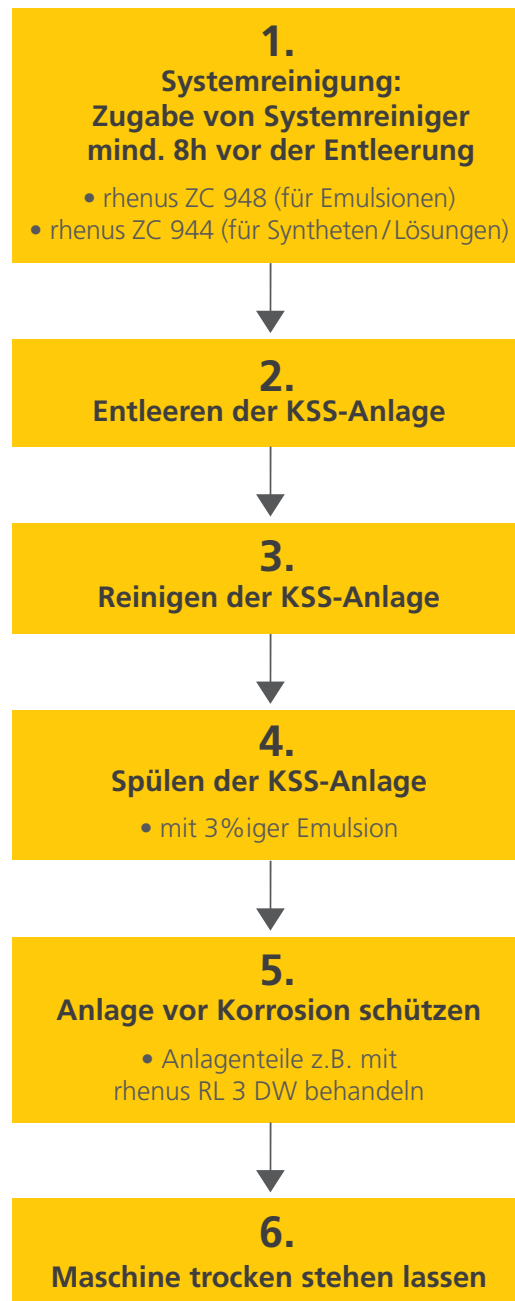 1.
Systemreinigung:
Zugabe von Systemreiniger
mind. 8h vor der Entleerung
• rhenus ZC 948 (für Emulsionen)
• rhenus ZC 944 (für Syntheten/Lösungen)
2.
Entleeren der KSS-Anlage
3.
Reinigen der KSS-Anlage
4.
Spülen der KSS-Anlage
• mit 3%iger Emulsion
5.
Anlage vor Korrosion schützen
• Anlagenteile z.B. mit
rhenus RL 3 DW behandeln
6.
Maschine trocken stehen lassen